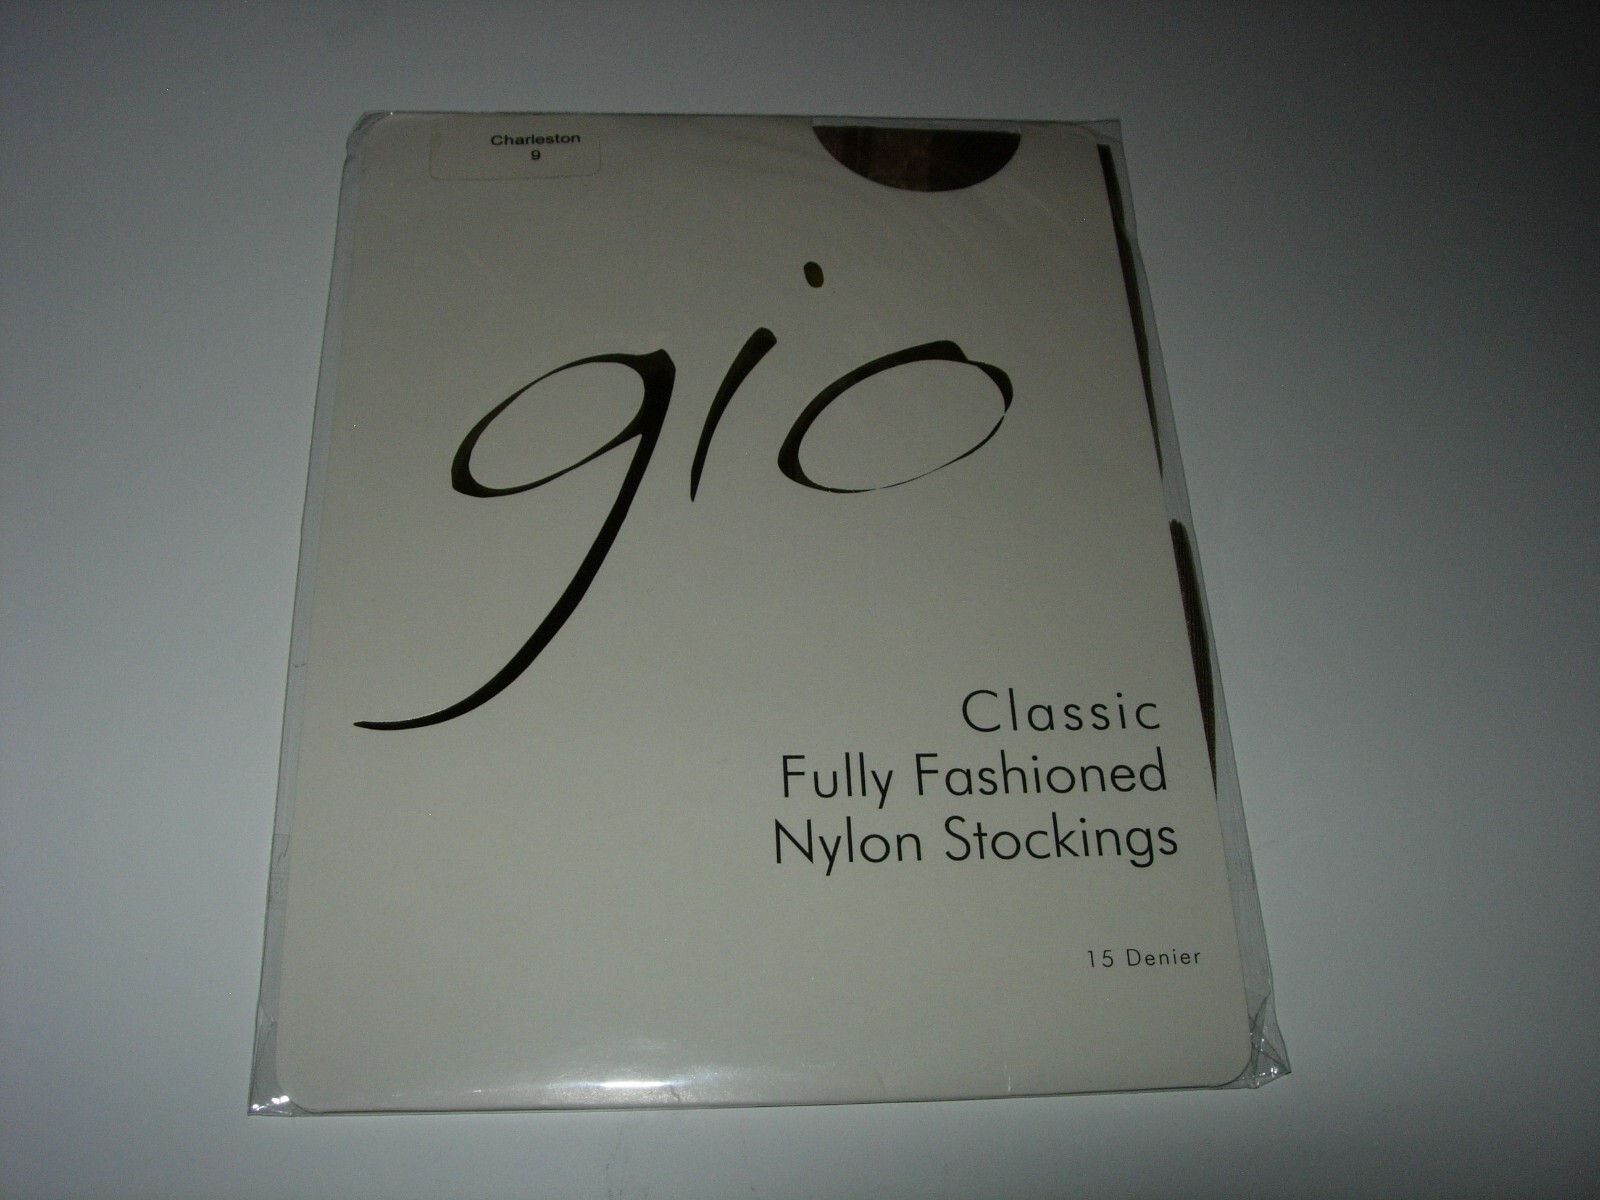 Charleston
9
gio
Classic
Fully Fashioned
Nylon Stockings
15 Denier